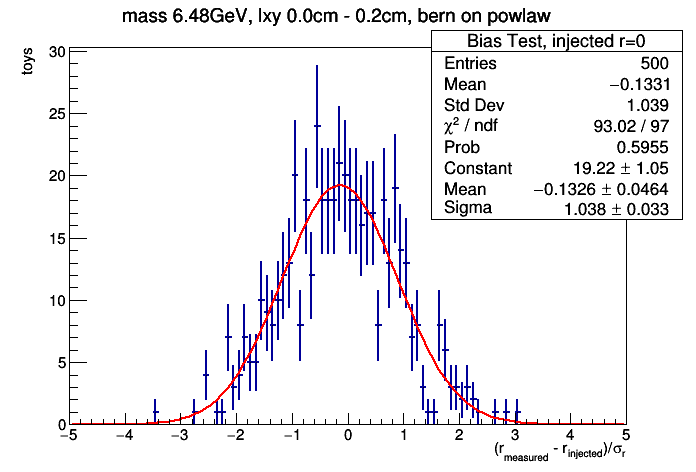 mass 6.48GeV, lxy 0.0cm - 0.2cm, bern on powlaw
Bias Test, injected r=0
Entries 500
Mean −0.1331
Std Dev 1.039
χ² / ndf 93.02 / 97
Prob 0.5955
Constant 19.22 ± 1.05
Mean −0.1326 ± 0.0464
Sigma 1.038 ± 0.033
toys
30
25
20
15
10
5
0
−5 −4 −3 −2 −1 0 1 2 3 4 5
(r_measured - r_injected)/σ_r